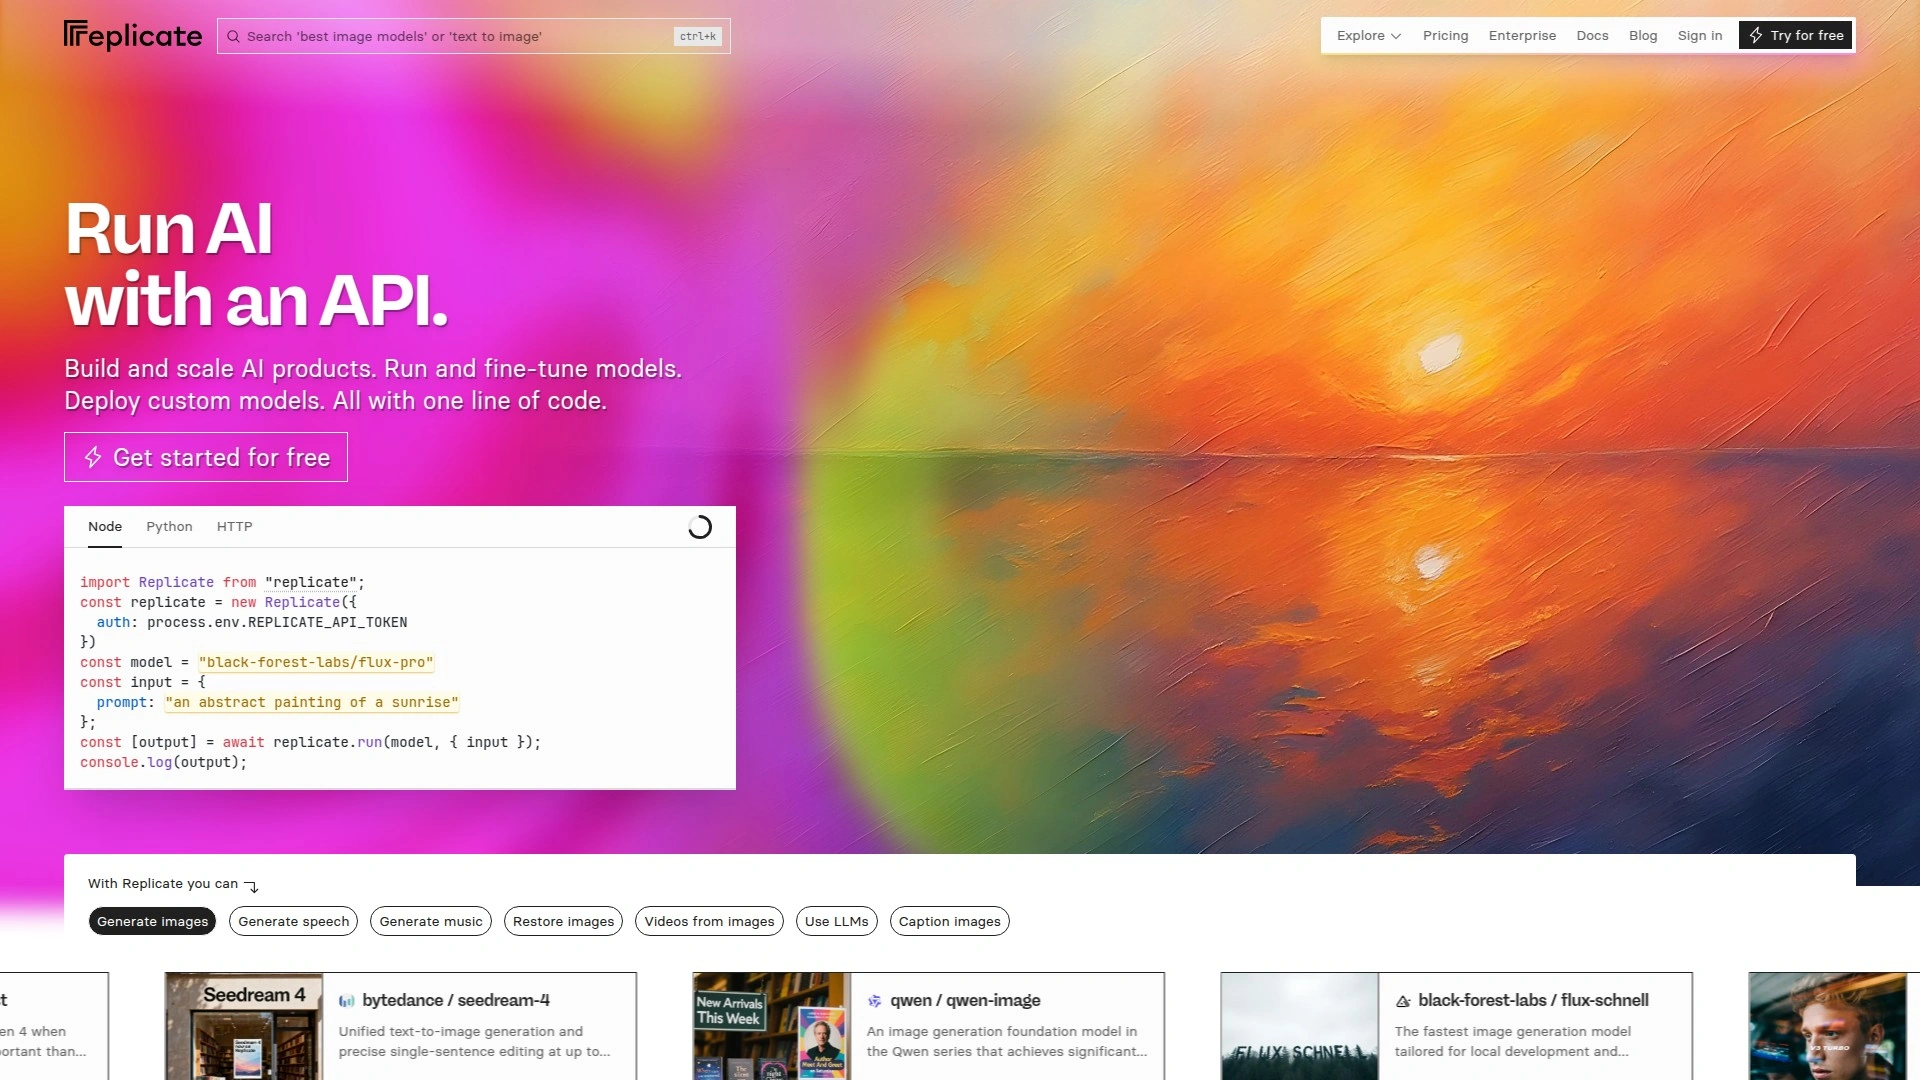 Replicate
Search 'best image models' or 'text to image'
ctrl+k
Explore
Pricing
Enterprise
Docs
Blog
Sign in
Try for free
Run AI
with an API.
Build and scale AI products. Run and fine-tune models.
Deploy custom models. All with one line of code.
Get started for free
Node
Python
HTTP
import Replicate from "replicate";
const replicate = new Replicate({
  auth: process.env.REPLICATE_API_TOKEN
})
const model = "black-forest-labs/flux-pro"
const input = {
  prompt: "an abstract painting of a sunrise"
};
const [output] = await replicate.run(model, { input });
console.log(output);
With Replicate you can
Generate images
Generate speech
Generate music
Restore images
Videos from images
Use LLMs
Caption images
en 4 when
ortant than...
Seedream 4
bytedance / seedream-4
Unified text-to-image generation and
precise single-sentence editing at up to...
New Arrivals
This Week
Author
Meet And Great
qwen / qwen-image
An image generation foundation model in
the Qwen series that achieves significant...
FLUX SCHNELL
black-forest-labs / flux-schnell
The fastest image generation model
tailored for local development and...
V3 TURBO